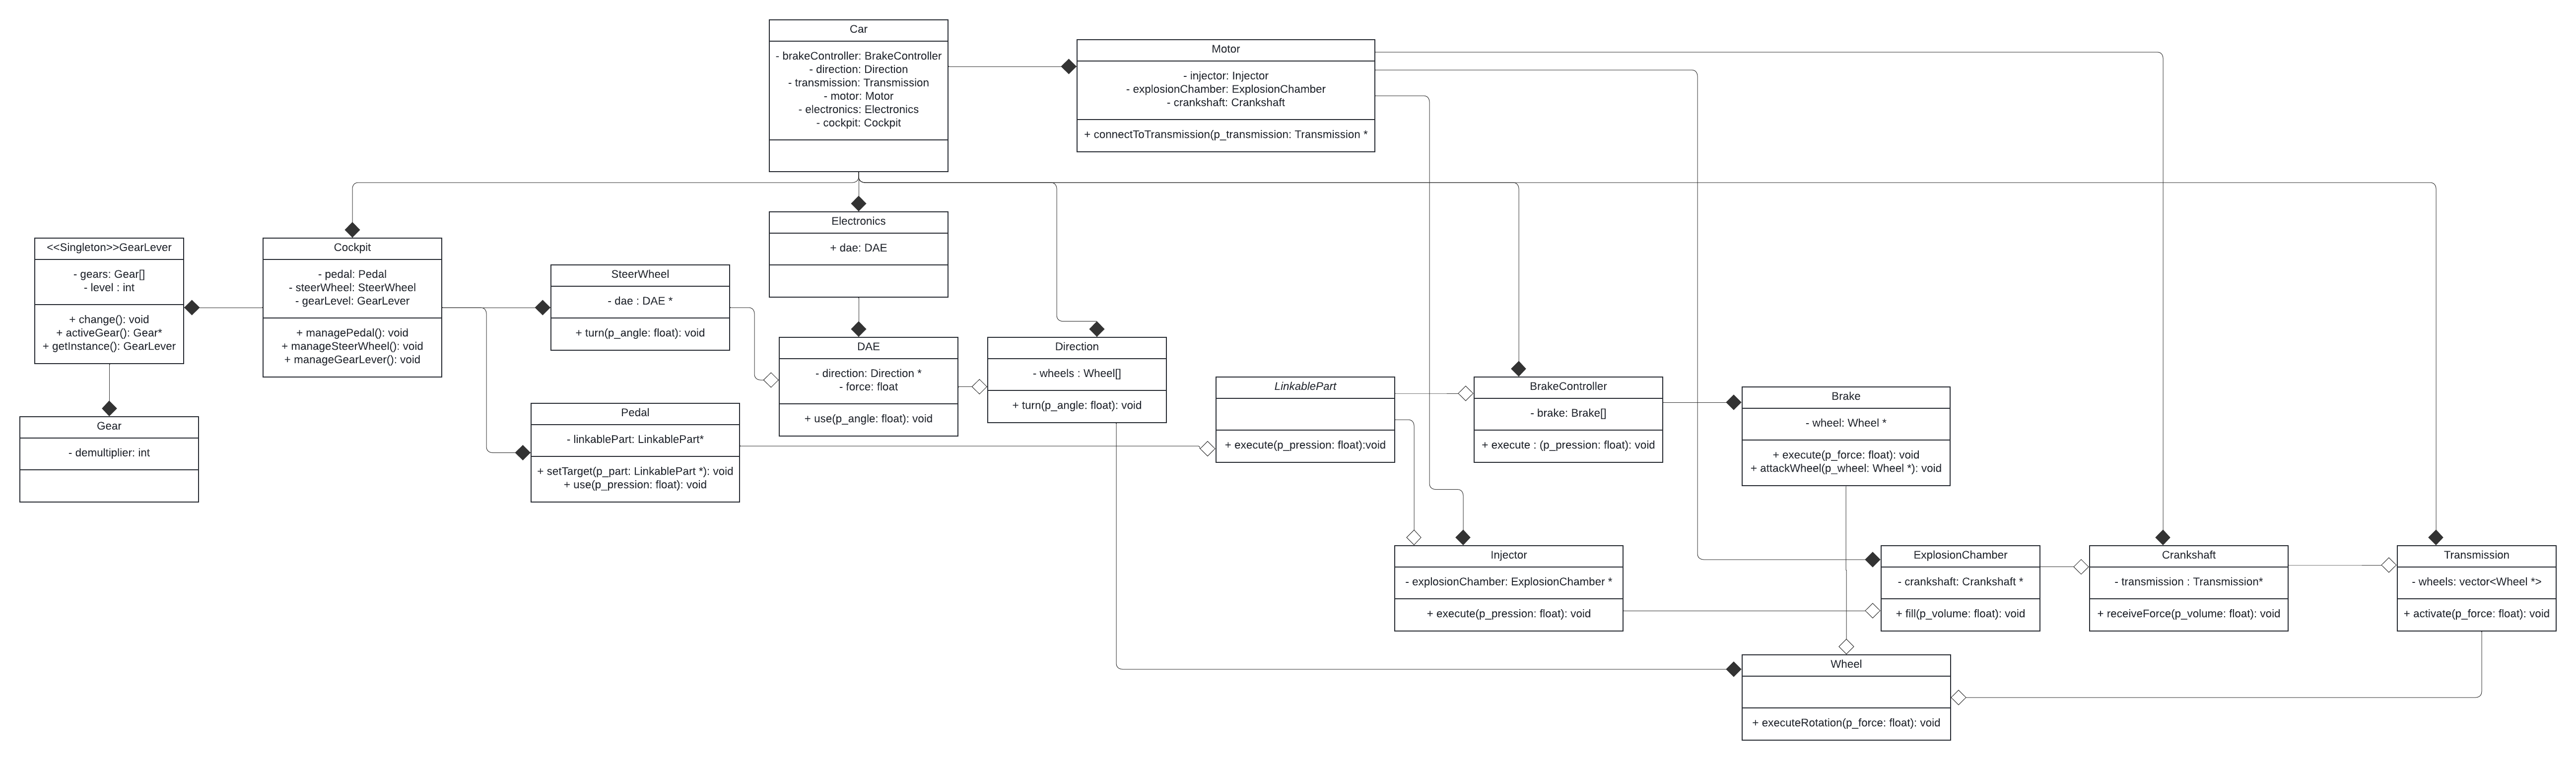 Car
- brakeController: BrakeController
- direction: Direction
- transmission: Transmission
- motor: Motor
- electronics: Electronics
- cockpit: Cockpit
Motor
- injector: Injector
- explosionChamber: ExplosionChamber
- crankshaft: Crankshaft
+ connectToTransmission(p_transmission: Transmission *
<<Singleton>>GearLever
- gears: Gear[]
- level : int
+ change(): void
+ activeGear(): Gear*
+ getInstance(): GearLever
Cockpit
- pedal: Pedal
- steerWheel: SteerWheel
- gearLevel: GearLever
+ managePedal(): void
+ manageSteerWheel(): void
+ manageGearLever(): void
SteerWheel
- dae : DAE *
+ turn(p_angle: float): void
Electronics
+ dae: DAE
DAE
- direction: Direction *
- force: float
+ use(p_angle: float): void
Direction
- wheels : Wheel[]
+ turn(p_angle: float): void
LinkablePart
+ execute(p_pression: float):void
BrakeController
- brake: Brake[]
+ execute : (p_pression: float): void
Brake
- wheel: Wheel *
+ execute(p_force: float): void
+ attackWheel(p_wheel: Wheel *): void
Gear
- demultiplier: int
Pedal
- linkablePart: LinkablePart*
+ setTarget(p_part: LinkablePart *): void
+ use(p_pression: float): void
Injector
- explosionChamber: ExplosionChamber *
+ execute(p_pression: float): void
ExplosionChamber
- crankshaft: Crankshaft *
+ fill(p_volume: float): void
Crankshaft
- transmission : Transmission*
+ receiveForce(p_volume: float): void
Transmission
- wheels: vector<Wheel *>
+ activate(p_force: float): void
Wheel
+ executeRotation(p_force: float): void